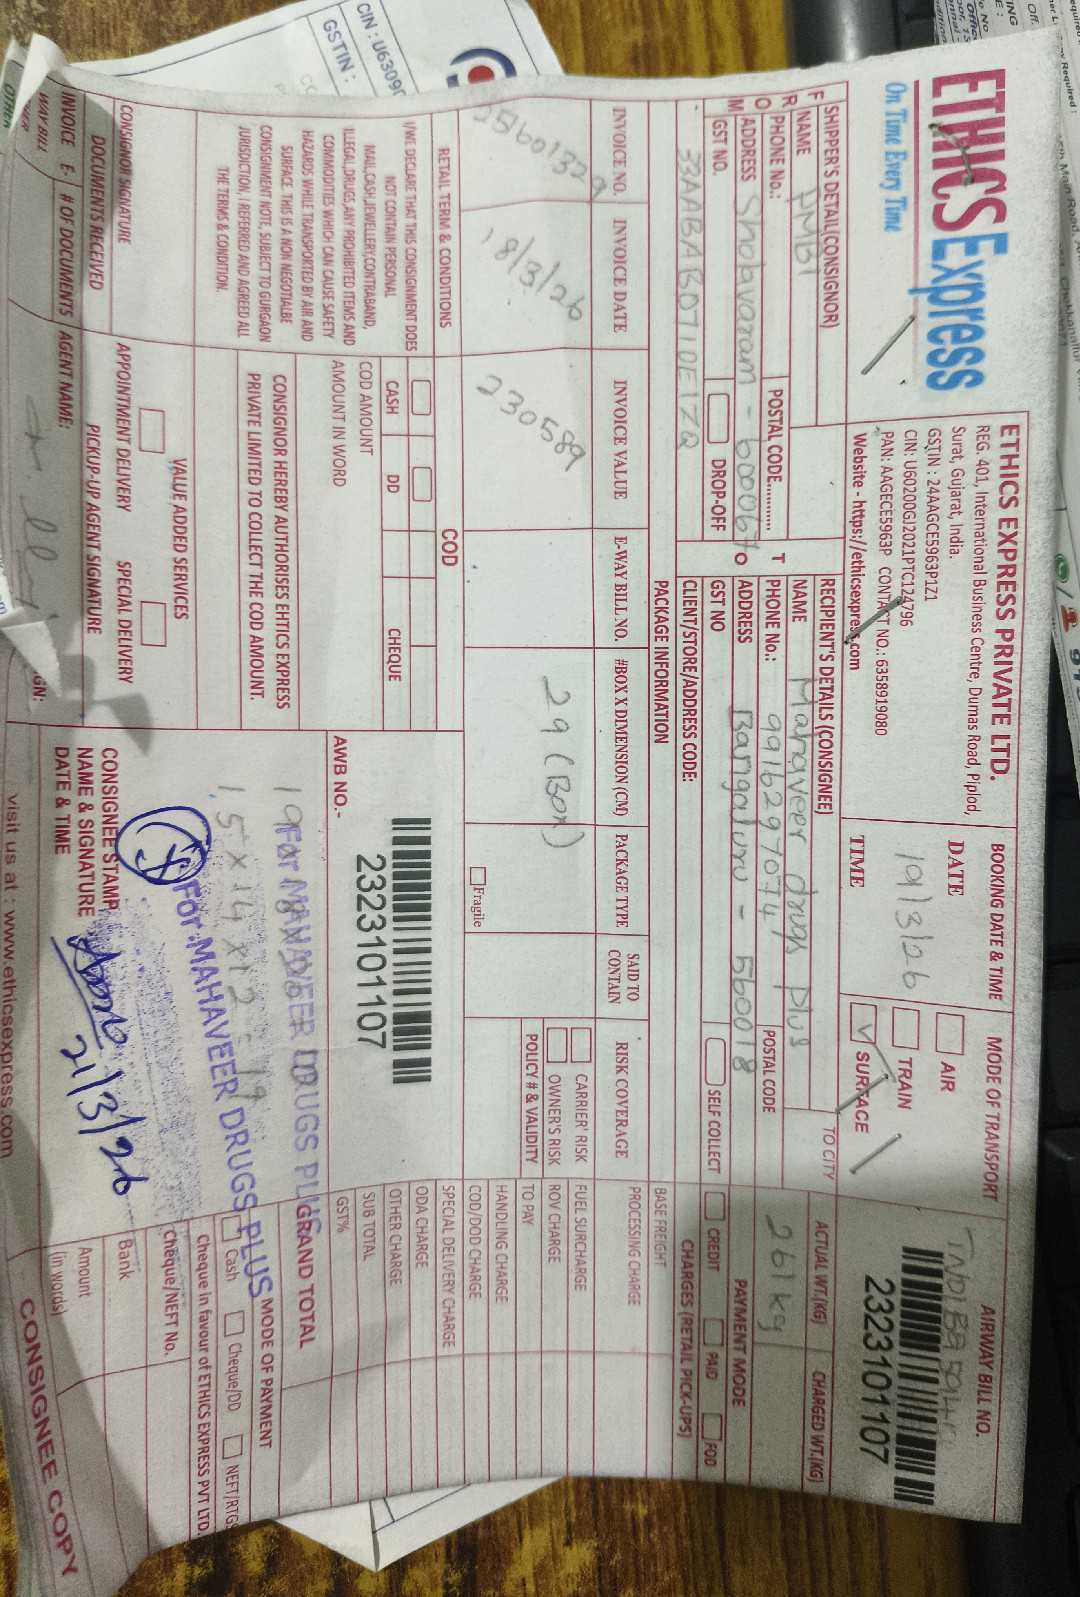 ETHICS Express
On Time Every Time
ETHICS EXPRESS PRIVATE LTD.
REG. 401, International Business Centre, Dumas Road, Piplod,
Surat, Gujarat, India.
GSTIN : 24AAGCE5963P1Z1
CIN: U60200GJ2021PTC124796
PAN: AAGECE5963P CONTACT NO.: 6358919080
Website - https://ethicsexpress.com
BOOKING DATE & TIME
DATE
19/3/26
TIME
MODE OF TRANSPORT
AIR
TRAIN
SURFACE
AIRWAY BILL NO.
2323101107
SHIPPER'S DETAIL(CONSIGNOR)
FROM
NAME PMBI
PHONE No.:
POSTAL CODE............
ADDRESS Sholavaram - 600067
GST NO.
DROP-OFF
33AABAB0710E1ZQ
RECIPIENT'S DETAILS (CONSIGNEE)
TO
NAME Mahaveer drugs plus
TO CITY
PHONE No.: 9916297074
POSTAL CODE
ADDRESS Bangaluru - 560018
GST NO
SELF COLLECT
CLIENT/STORE/ADDRESS CODE:
ACTUAL WT.(KG)
CHARGED WT.(KG)
261kg
PAYMENT MODE
CREDIT
PAID
FOD
CHARGES (RETAIL PICK-UPS)
PACKAGE INFORMATION
INVOICE NO.
INVOICE DATE
INVOICE VALUE
E-WAY BILL NO.
#BOX X DIMENSION (CM)
PACKAGE TYPE
SAID TO CONTAIN
RISK COVERAGE
25601329
18/3/26
230589
29 (Box)
Fragile
CARRIER' RISK
OWNER'S RISK
POLICY # & VALIDITY
BASE FREIGHT
PROCESSING CHARGE
FUEL SURCHARGE
ROV CHARGE
TO PAY
HANDLING CHARGE
COD/DOD CHARGE
SPECIAL DELIVERY CHARGE
ODA CHARGE
OTHER CHARGE
SUB TOTAL
GST%
GRAND TOTAL
RETAIL TERM & CONDITIONS
I/WE DECLARE THAT THIS CONSIGNMENT DOES
NOT CONTAIN PERSONAL
MAIL,CASH,JEWELLERY,CONTRABAND,
ILLEGAL,DRUGS,ANY PROHIBITED ITEMS AND
COMMODITIES WHICH CAN CAUSE SAFETY
HAZARDS WHILE TRANSPORTED BY AIR AND
SURFACE. THIS IS A NON NEGOTIALBE
CONSIGNMENT NOTE, SUBJECT TO GURGAON
JURISDICTION, I REFERRED AND AGREED ALL
THE TERMS & CONDITION.
CONSIGNOR SIGNATURE
COD
CASH
DD
CHEQUE
COD AMOUNT
AMOUNT IN WORD
CONSIGNOR HEREBY AUTHORISES EHTICS EXPRESS
PRIVATE LIMITED TO COLLECT THE COD AMOUNT.
VALUE ADDED SERVICES
APPOINTMENT DELIVERY
SPECIAL DELIVERY
DOCUMENTS RECEIVED
INVOICE
E-WAY BILL
# OF DOCUMENTS
OTHER
PICKUP-UP AGENT SIGNATURE
AGENT NAME:
AWB NO.-
2323101107
For MAHAVEER DRUGS PLUS
15 x 14 x 12 = 19
For MAHAVEER DRUGS PLUS
CONSIGNEE STAMP,
NAME & SIGNATURE
DATE & TIME
21/3/26
MODE OF PAYMENT
Cash
Cheque/DD
NEFT/RTGS
Cheque in favour of ETHICS EXPRESS PVT LTD.
Cheque/NEFT No.
Bank
Amount
(in words)
visit us at : www.ethicsexpress.com
CONSIGNEE COPY
CIN : U6309
GSTIN :